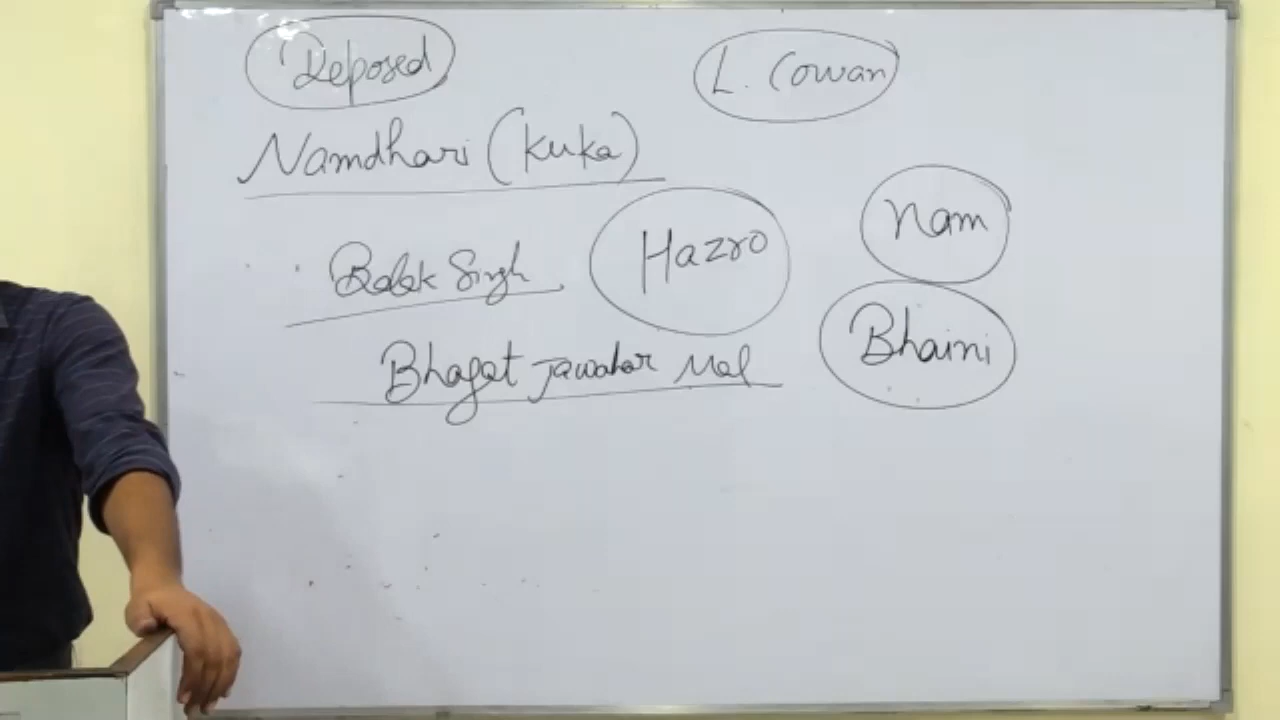 Deposed
L. Cowan
Namdhari (Kuka)
Nam
Balak Singh
Hazro
Bhaini
Bhagat Jawahar Mal